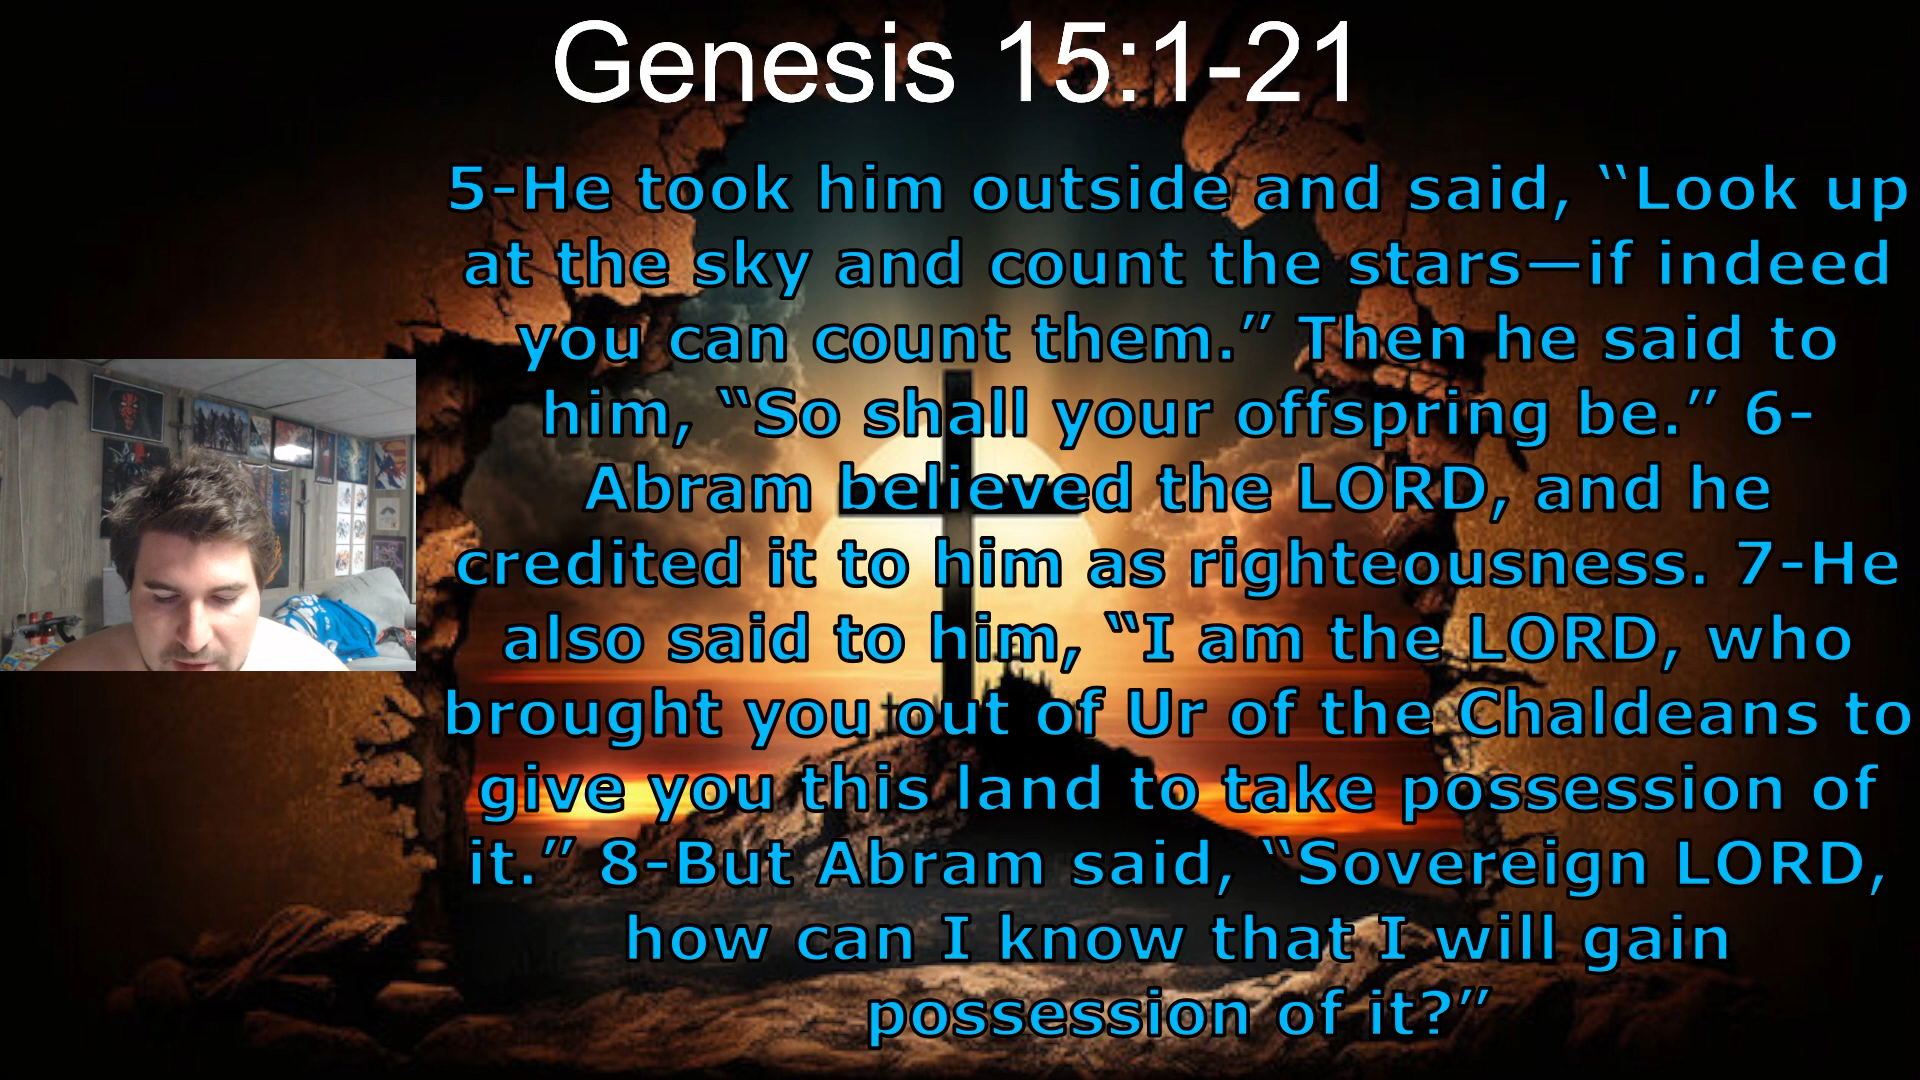 Genesis 15:1-21
5-He took him outside and said, “Look up
at the sky and count the stars—if indeed
you can count them.” Then he said to
him, “So shall your offspring be.” 6-
Abram believed the LORD, and he
credited it to him as righteousness. 7-He
also said to him, “I am the LORD, who
brought you out of Ur of the Chaldeans to
give you this land to take possession of
it.” 8-But Abram said, “Sovereign LORD,
how can I know that I will gain
possession of it?”